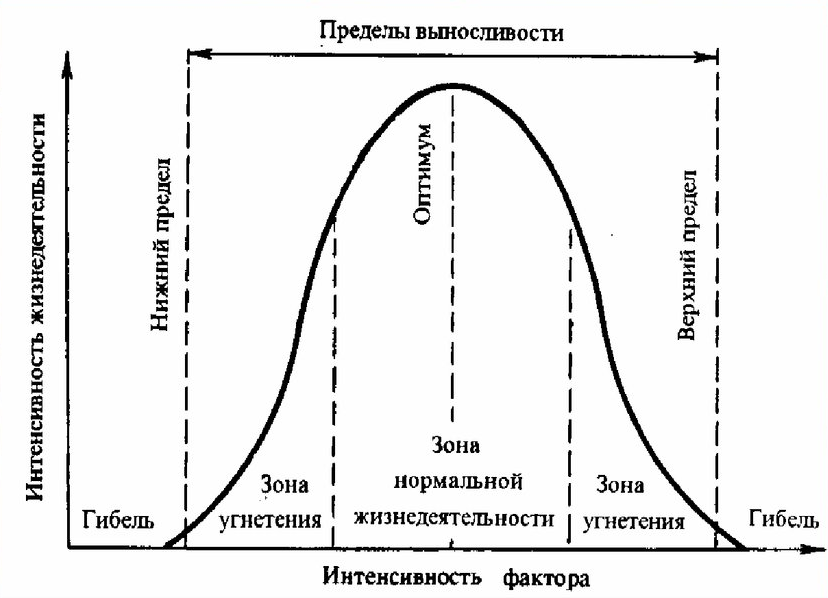 Пределы выносливости
Интенсивность жизнедеятельности
Нижний предел
Оптимум
Верхний предел
Гибель
Зона
угнетения
Зона
нормальной
жизнедеятельности
Зона
угнетения
Гибель
Интенсивность фактора